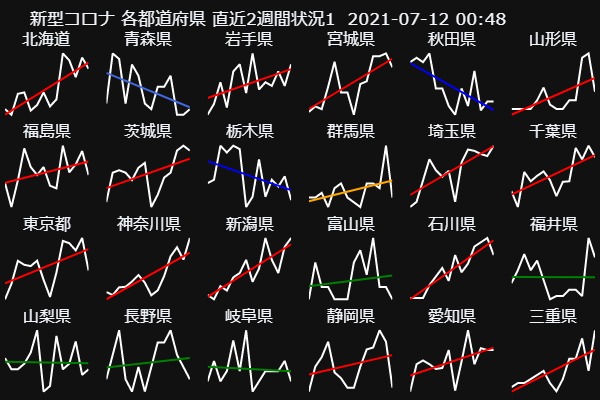 新型コロナ 各都道府県 直近2週間状況1 2021-07-12 00:48
北海道 青森県 岩手県 宮城県 秋田県 山形県
福島県 茨城県 栃木県 群馬県 埼玉県 千葉県
東京都 神奈川県 新潟県 富山県 石川県 福井県
山梨県 長野県 岐阜県 静岡県 愛知県 三重県